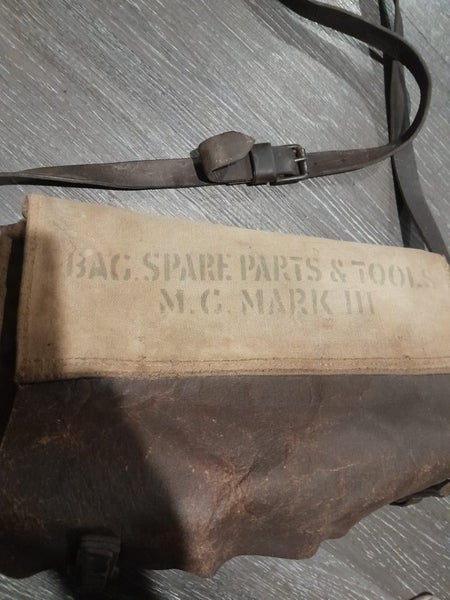 BAG. SPARE PARTS & TOOLS
M.G. MARK III